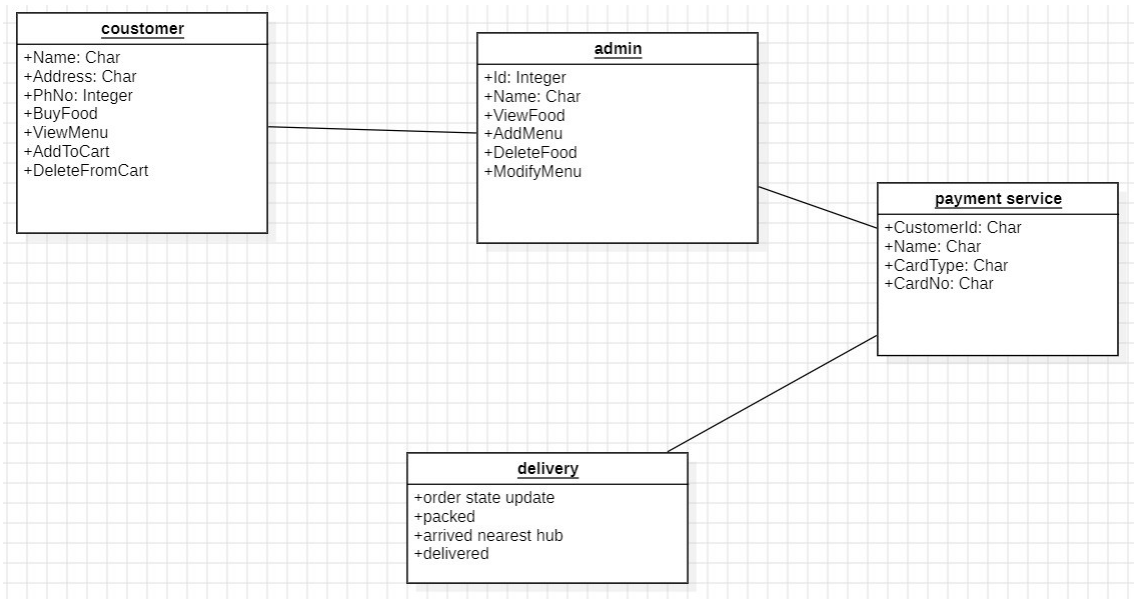 coustomer
+Name: Char
+Address: Char
+PhNo: Integer
+BuyFood
+ViewMenu
+AddToCart
+DeleteFromCart
admin
+Id: Integer
+Name: Char
+ViewFood
+AddMenu
+DeleteFood
+ModifyMenu
payment service
+CustomerId: Char
+Name: Char
+CardType: Char
+CardNo: Char
delivery
+order state update
+packed
+arrived nearest hub
+delivered